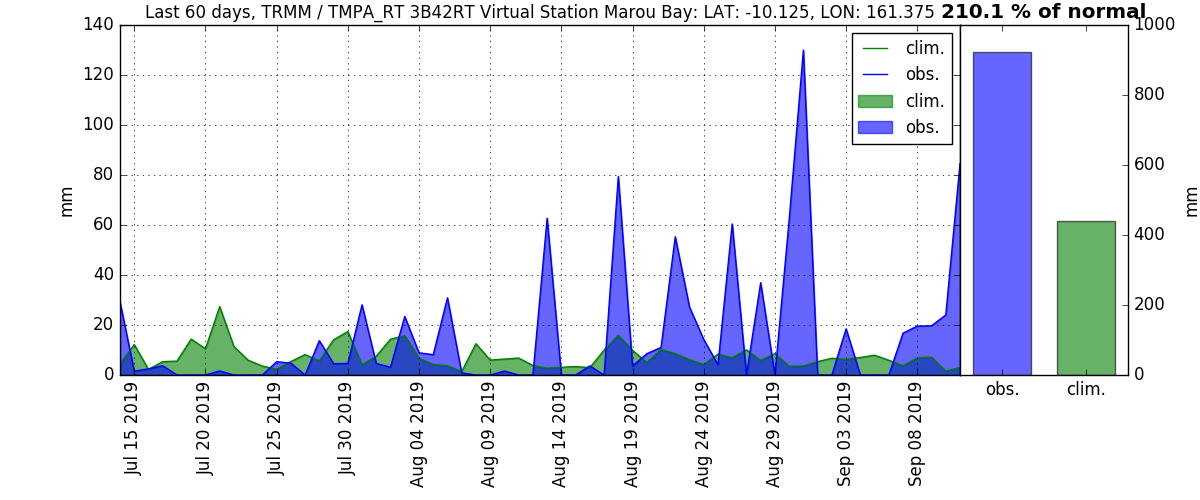 Last 60 days, TRMM / TMPA_RT 3B42RT Virtual Station Marou Bay: LAT: -10.125, LON: 161.375 210.1 % of normal
140
120
100
80
60
40
20
0
mm
clim.
obs.
clim.
obs.
1000
800
600
400
200
0
mm
Jul 15 2019
Jul 20 2019
Jul 25 2019
Jul 30 2019
Aug 04 2019
Aug 09 2019
Aug 14 2019
Aug 19 2019
Aug 24 2019
Aug 29 2019
Sep 03 2019
Sep 08 2019
obs.
clim.